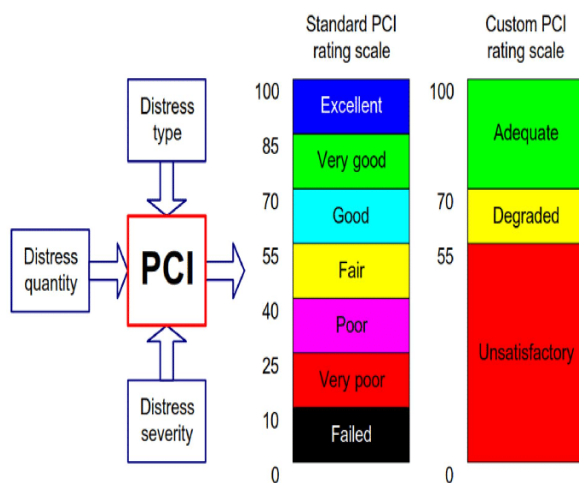 Standard PCI
rating scale
Custom PCI
rating scale
Distress
type
Distress
quantity
PCI
Distress
severity
100
Excellent
85
Very good
70
Good
55
Fair
40
Poor
25
Very poor
10
Failed
0
100
Adequate
70
Degraded
55
Unsatisfactory
0